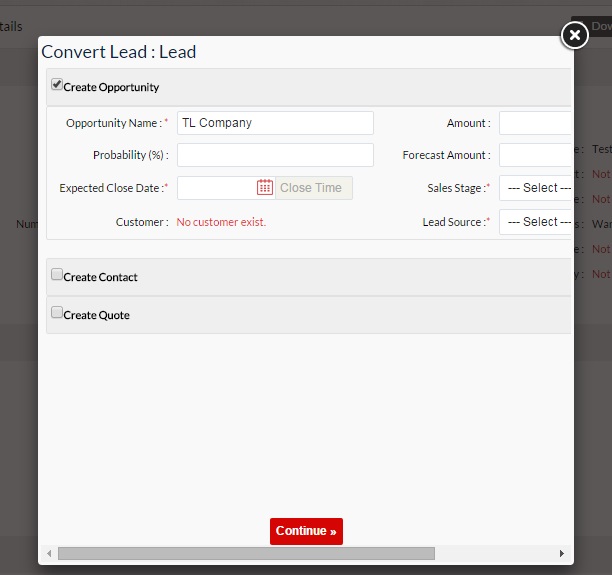 tails
Dow
Convert Lead : Lead
Create Opportunity
Opportunity Name : * TL Company Amount :
Probability (%) : Forecast Amount :
Expected Close Date :* Close Time Sales Stage :* --- Select ---
Customer : No customer exist. Lead Source :* --- Select ---
Create Contact
Create Quote
Continue »
e : Test
t : Not
Num
s : War
e : Not
y : Not